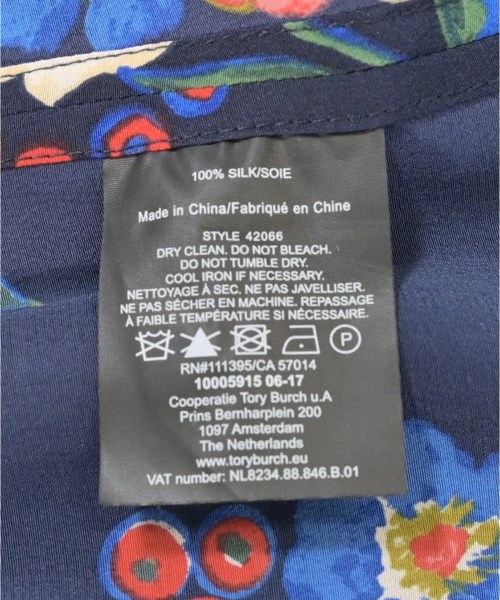 100% SILK/SOIE
Made in China/Fabriqué en Chine
STYLE 42066
DRY CLEAN. DO NOT BLEACH.
DO NOT TUMBLE DRY.
COOL IRON IF NECESSARY.
NETTOYAGE À SEC. NE PAS JAVELLISER.
NE PAS SÉCHER EN MACHINE. REPASSAGE
À FAIBLE TEMPÉRATURE SI NÉCESSAIRE.
P
RN#111395/CA 57014
10005915 06-17
Cooperatie Tory Burch u.A
Prins Bernharplein 200
1097 Amsterdam
The Netherlands
www.toryburch.eu
VAT number: NL8234.88.846.B.01